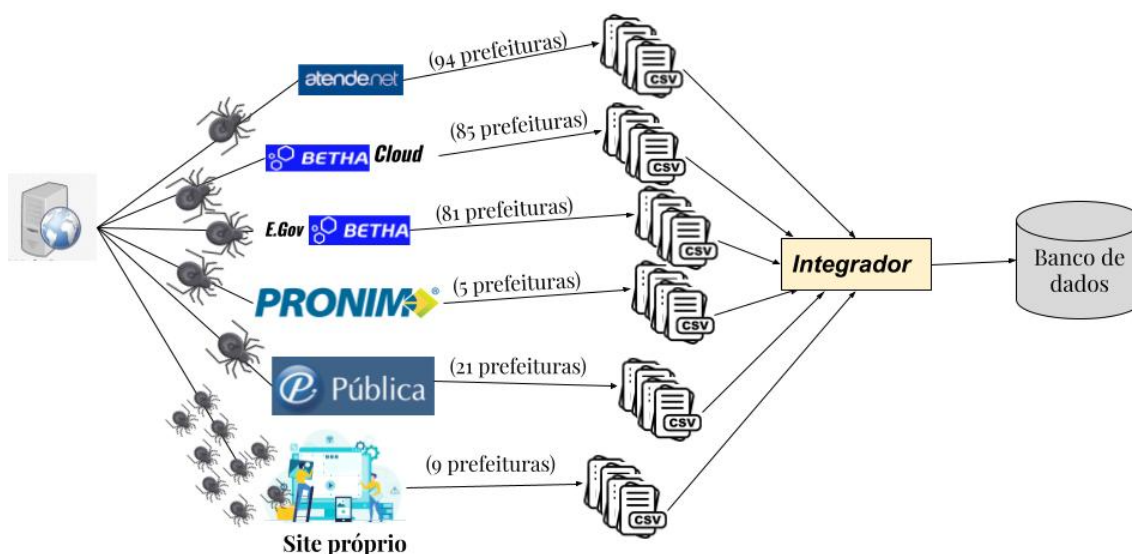 atende.net
(94 prefeituras)
CSV
BETHA Cloud
(85 prefeituras)
CSV
E.Gov BETHA
(81 prefeituras)
CSV
PRONIM®
(5 prefeituras)
CSV
e Pública
(21 prefeituras)
CSV
Site próprio
(9 prefeituras)
CSV
Integrador
Banco de
dados